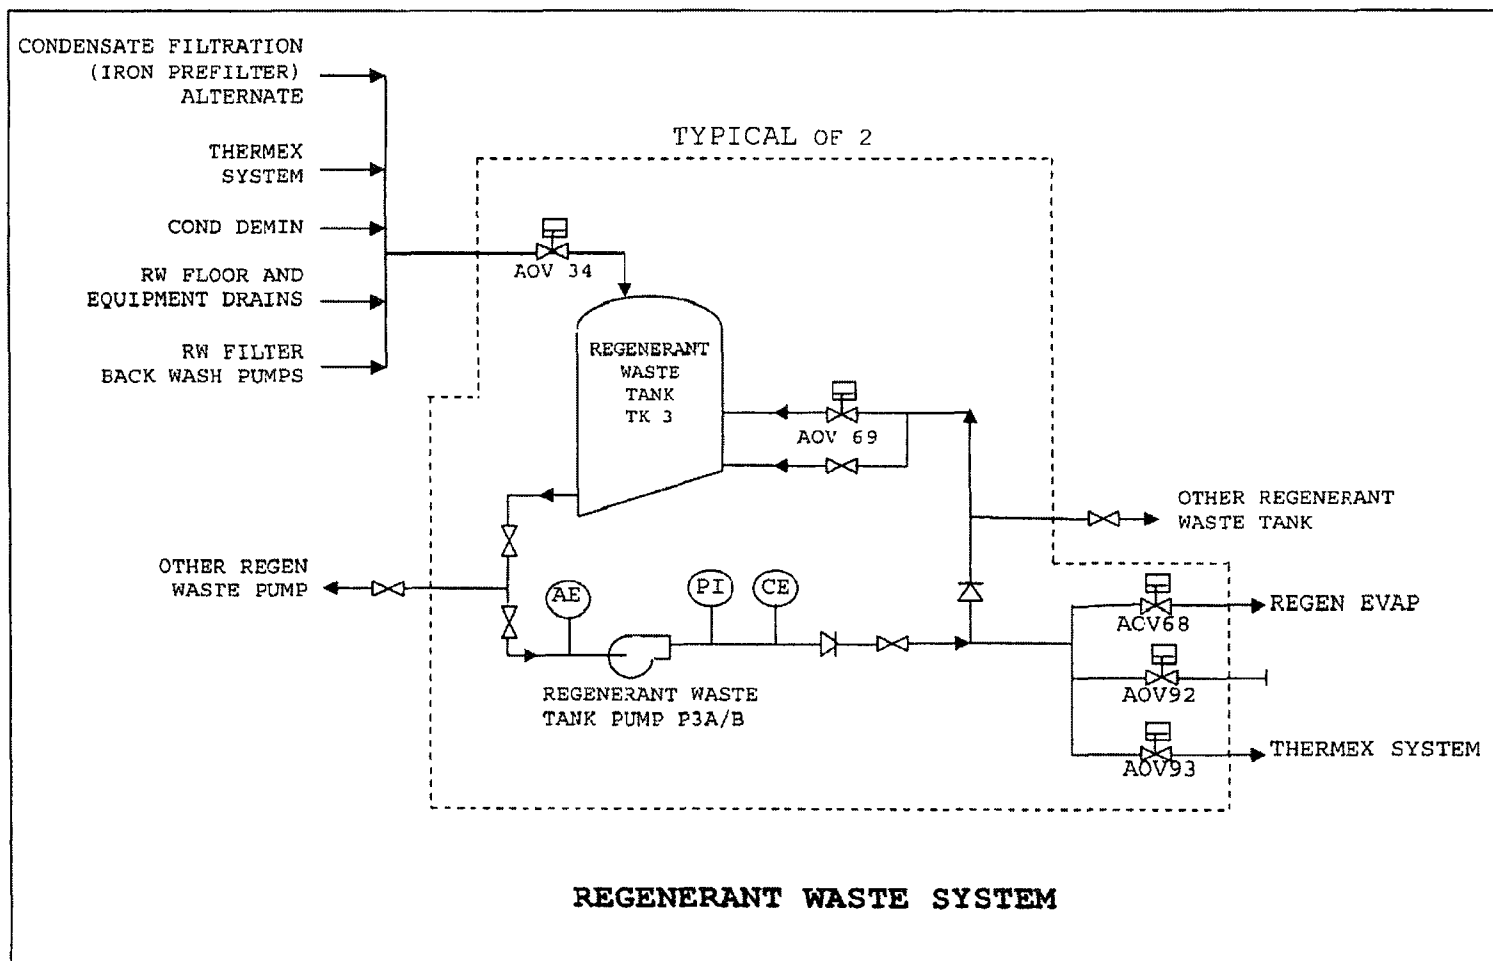 CONDENSATE FILTRATION
(IRON PREFILTER)
ALTERNATE
THERMEX
SYSTEM
COND DEMIN
RW FLOOR AND
EQUIPMENT DRAINS
RW FILTER
BACK WASH PUMPS
TYPICAL OF 2
AOV 34
REGENERANT
WASTE
TANK
TK 3
AOV 69
OTHER REGENERANT
WASTE TANK
OTHER REGEN
WASTE PUMP
AE
PI
CE
REGENERANT WASTE
TANK PUMP P3A/B
AOV68
REGEN EVAP
AOV92
AOV93
THERMEX SYSTEM
REGENERANT WASTE SYSTEM